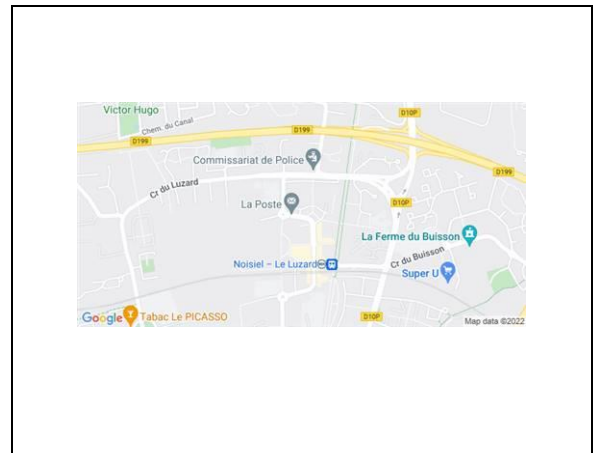 Victor Hugo
Chem. du Canal
D10P
D199
D199
Commissariat de Police
D199
Cr du Luzard
La Poste
D10P
La Ferme du Buisson
Noisiel – Le Luzard
Cr du Buisson
Super U
Google
Tabac Le PICASSO
D10P
Map data ©2022